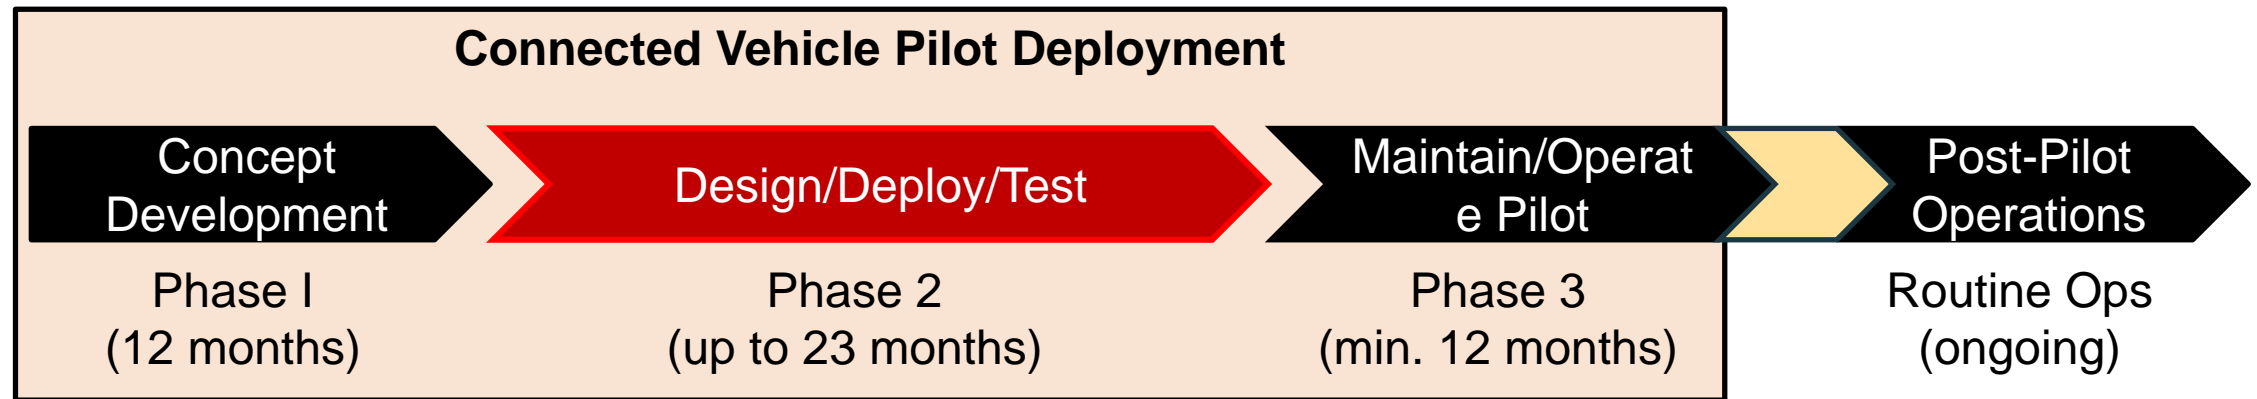 Connected Vehicle Pilot Deployment
Concept
Development
Design/Deploy/Test
Maintain/Operat
e Pilot
Post-Pilot
Operations
Phase I
(12 months)
Phase 2
(up to 23 months)
Phase 3
(min. 12 months)
Routine Ops
(ongoing)